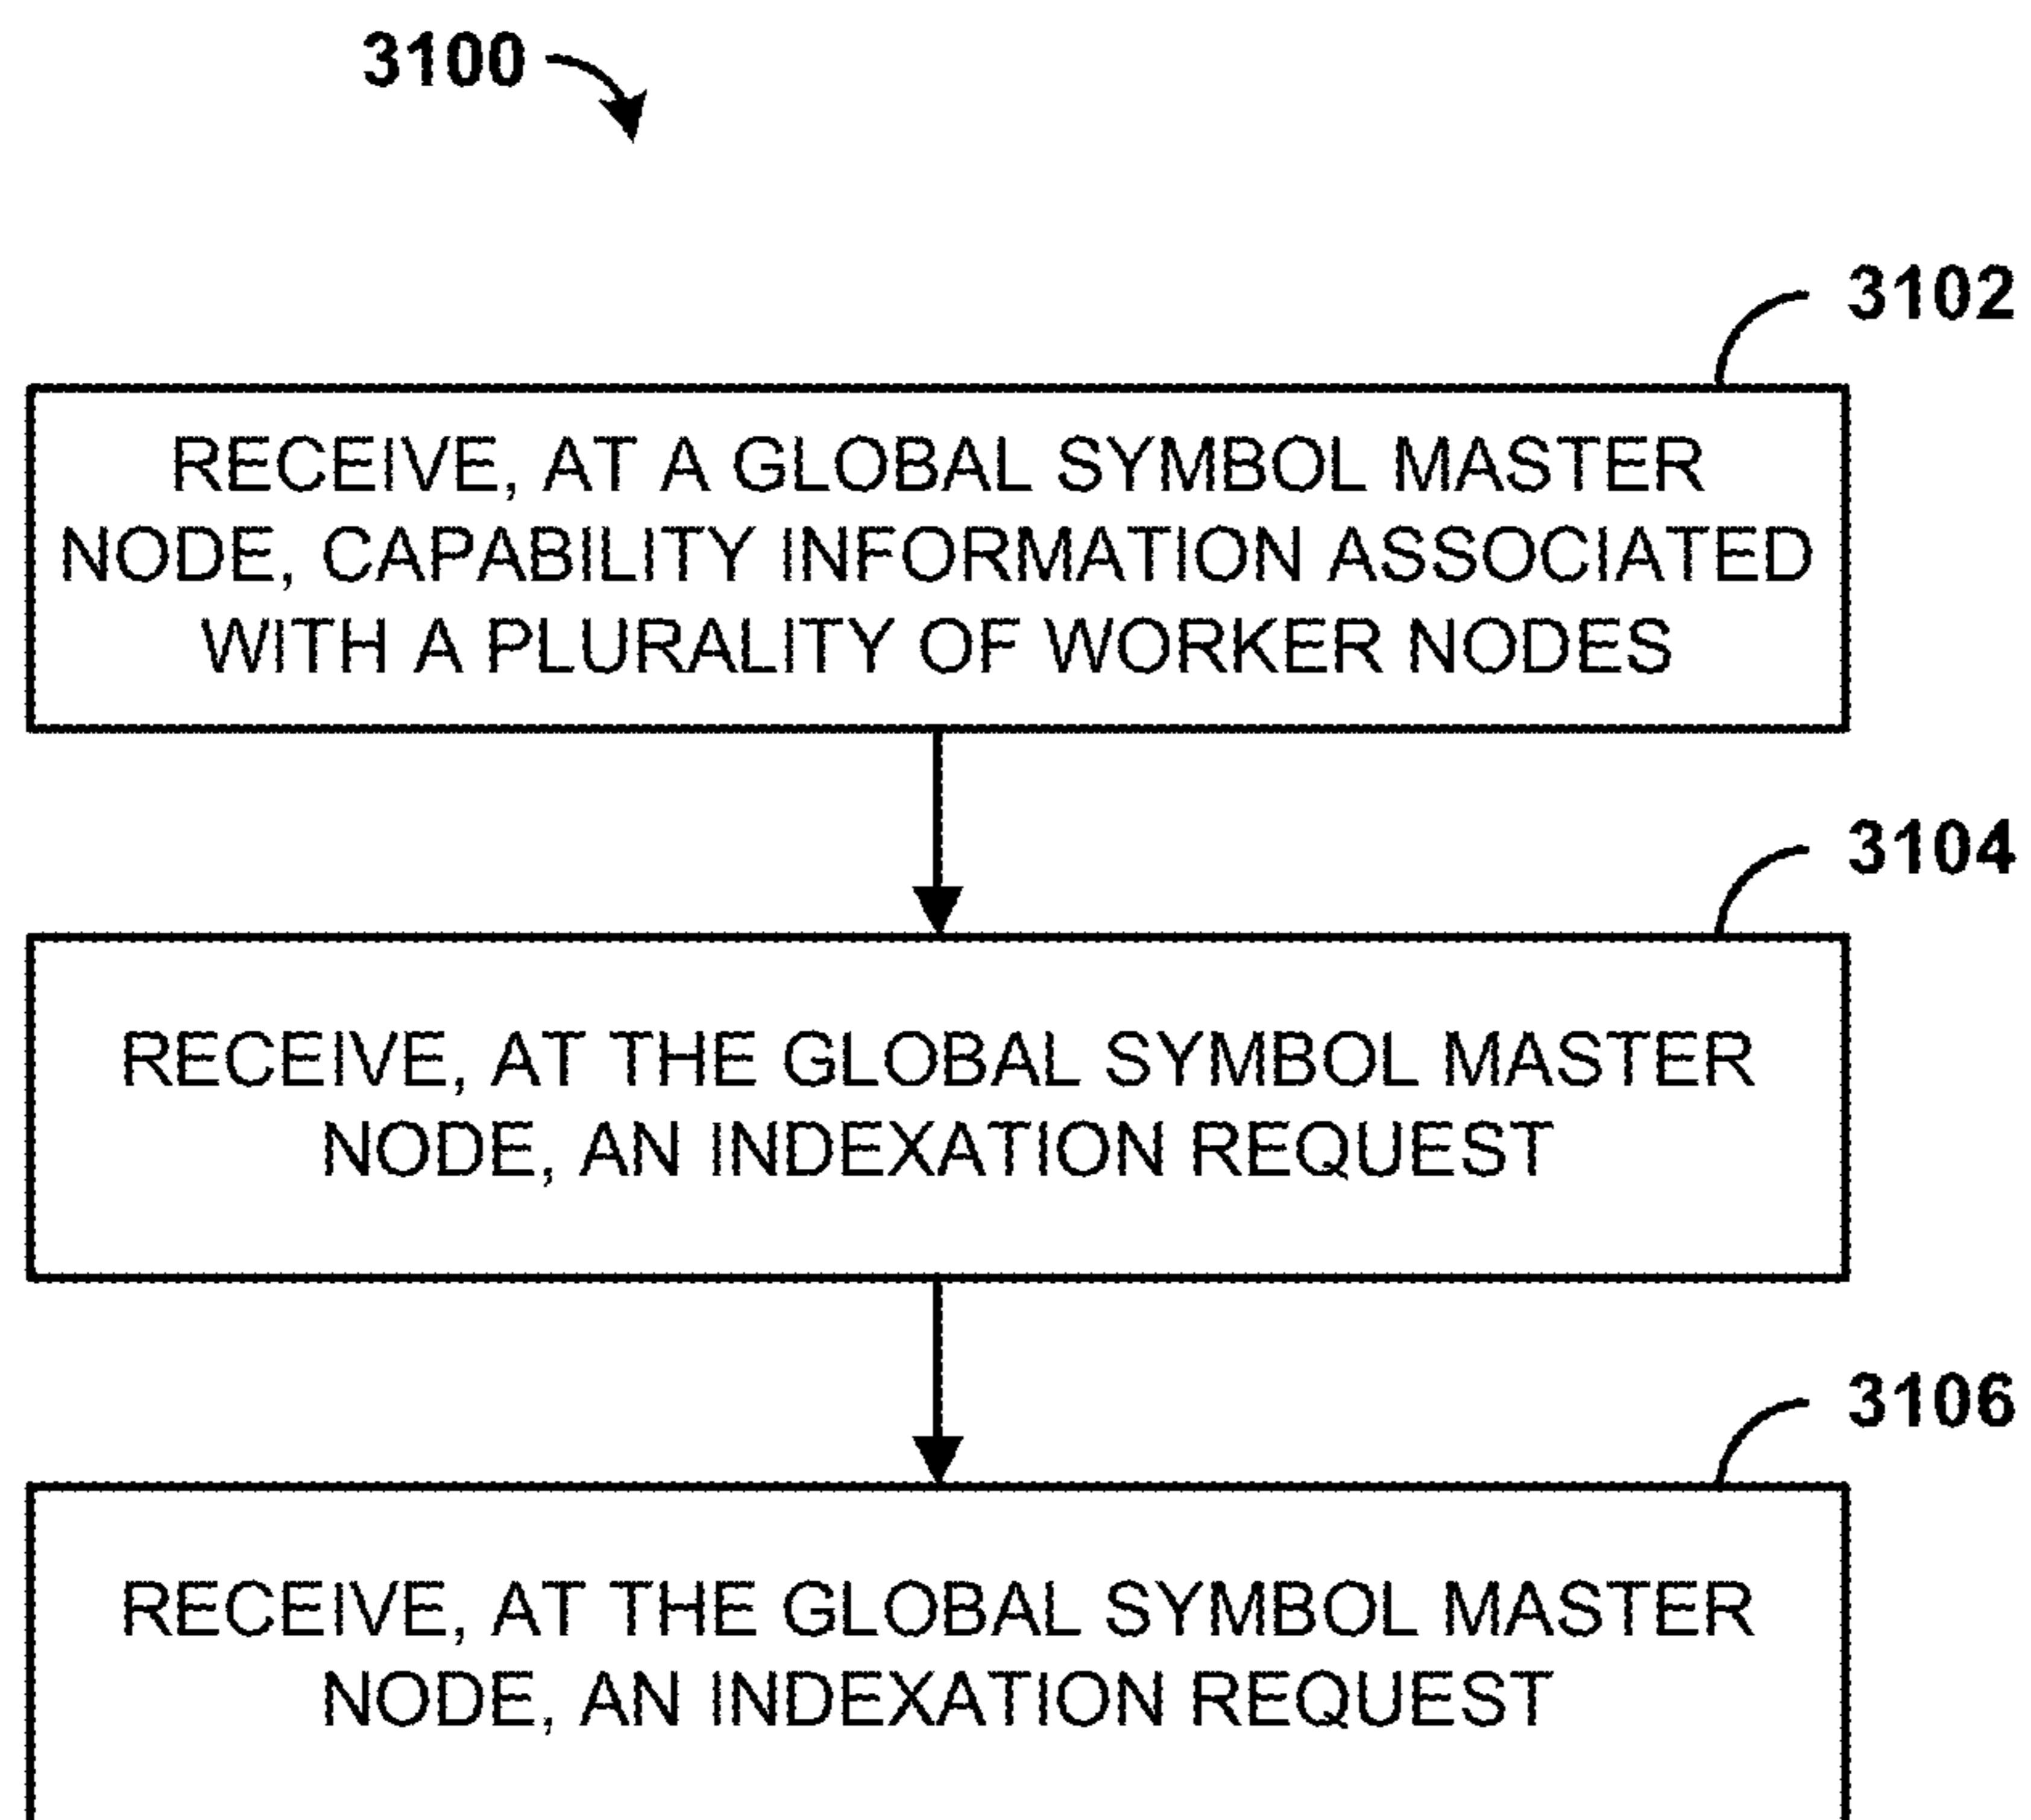 3100
3102
RECEIVE, AT A GLOBAL SYMBOL MASTER
NODE, CAPABILITY INFORMATION ASSOCIATED
WITH A PLURALITY OF WORKER NODES
3104
RECEIVE, AT THE GLOBAL SYMBOL MASTER
NODE, AN INDEXATION REQUEST
3106
RECEIVE, AT THE GLOBAL SYMBOL MASTER
NODE, AN INDEXATION REQUEST